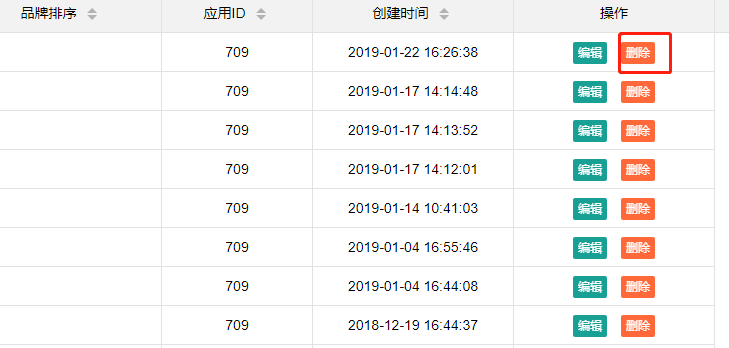 品牌排序 应用ID 创建时间 操作
709 2019-01-22 16:26:38 编辑 删除
709 2019-01-17 14:14:48 编辑 删除
709 2019-01-17 14:13:52 编辑 删除
709 2019-01-17 14:12:01 编辑 删除
709 2019-01-14 10:41:03 编辑 删除
709 2019-01-04 16:55:46 编辑 删除
709 2019-01-04 16:44:08 编辑 删除
709 2018-12-19 16:44:37 编辑 删除